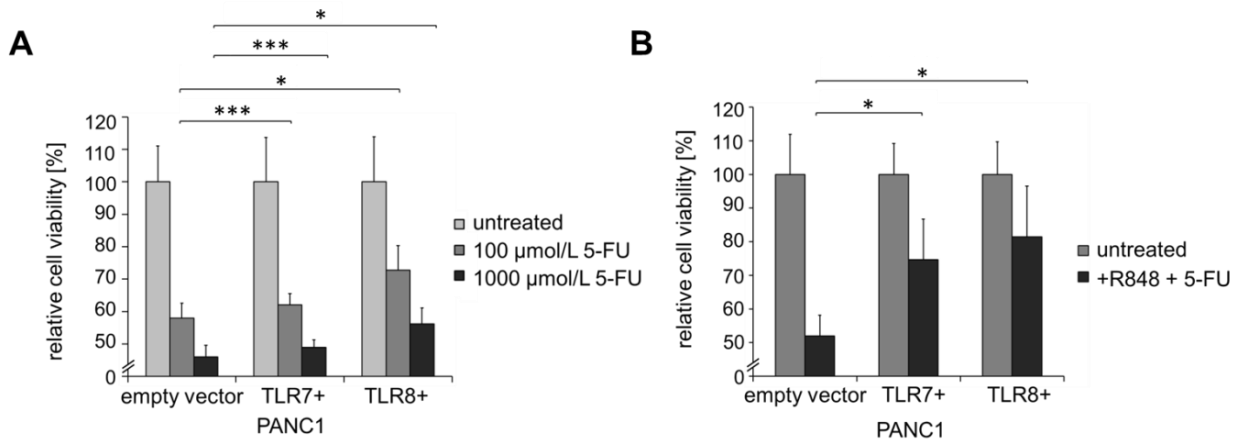 A
*
***
*
***
relative cell viability [%]
120
110
100
90
80
70
60
50
0
empty vector TLR7+ TLR8+
PANC1
untreated
100 µmol/L 5-FU
1000 µmol/L 5-FU
B
*
*
relative cell viability [%]
120
110
100
90
80
70
60
50
0
empty vector TLR7+ TLR8+
PANC1
untreated
+R848 + 5-FU